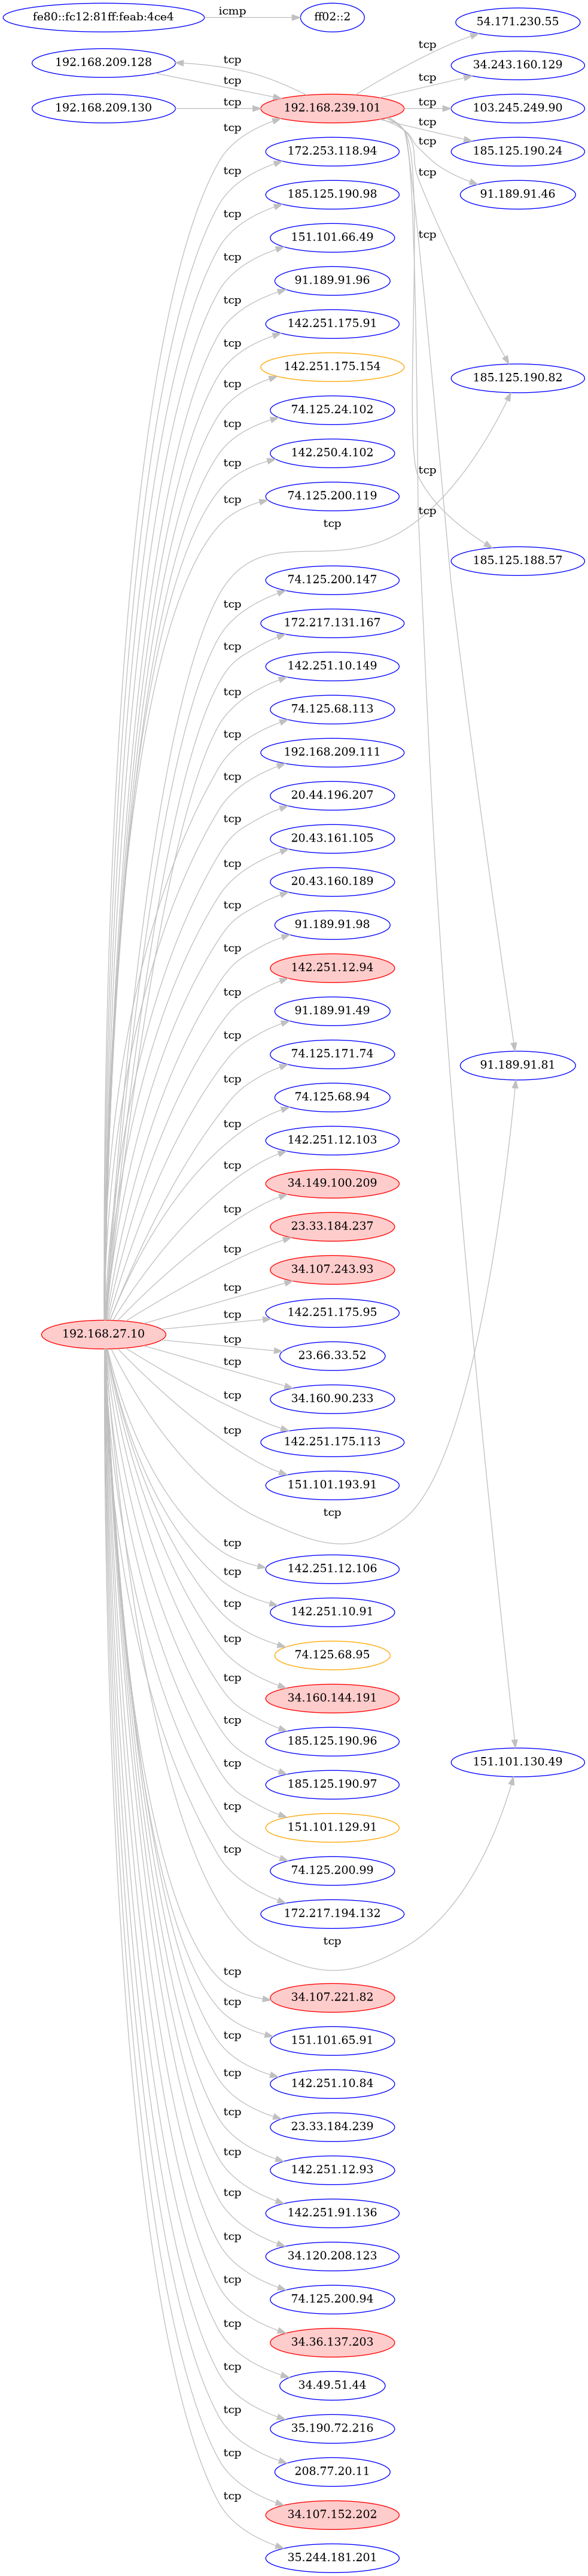 fe80::fc12:81ff:feab:4ce4 icmp ff02::2 54.171.230.55
192.168.209.128 tcp tcp tcp 34.243.160.129
tcp tcp
192.168.209.130 tcp 192.168.239.101 tcp 103.245.249.90
tcp tcp
172.253.118.94 tcp 185.125.190.24
tcp tcp
185.125.190.98 91.189.91.46
tcp
151.101.66.49 tcp
tcp
91.189.91.96
tcp
142.251.175.91
tcp
142.251.175.154 185.125.190.82
tcp
74.125.24.102
tcp
142.250.4.102
tcp tcp
74.125.200.119
tcp
tcp tcp
185.125.188.57
74.125.200.147
tcp
172.217.131.167
tcp
142.251.10.149
tcp
74.125.68.113
tcp
192.168.209.111
tcp
20.44.196.207
tcp
20.43.161.105
tcp
20.43.160.189
tcp
91.189.91.98
tcp
142.251.12.94
tcp
91.189.91.49
tcp
74.125.171.74 91.189.91.81
tcp
74.125.68.94
tcp
142.251.12.103
tcp
34.149.100.209
tcp
23.33.184.237
tcp
34.107.243.93
tcp
142.251.175.95
tcp
192.168.27.10
tcp
23.66.33.52
tcp
34.160.90.233
tcp
142.251.175.113
tcp
151.101.193.91
tcp
tcp
142.251.12.106
tcp
142.251.10.91
tcp
74.125.68.95
tcp
34.160.144.191
tcp
185.125.190.96 151.101.130.49
tcp
185.125.190.97
tcp
151.101.129.91
tcp
74.125.200.99
tcp
172.217.194.132
tcp
tcp
34.107.221.82
tcp
151.101.65.91
tcp
142.251.10.84
tcp
23.33.184.239
tcp
142.251.12.93
tcp
142.251.91.136
tcp
34.120.208.123
tcp
74.125.200.94
tcp
34.36.137.203
tcp
34.49.51.44
tcp
35.190.72.216
tcp
208.77.20.11
tcp
34.107.152.202
tcp
35.244.181.201